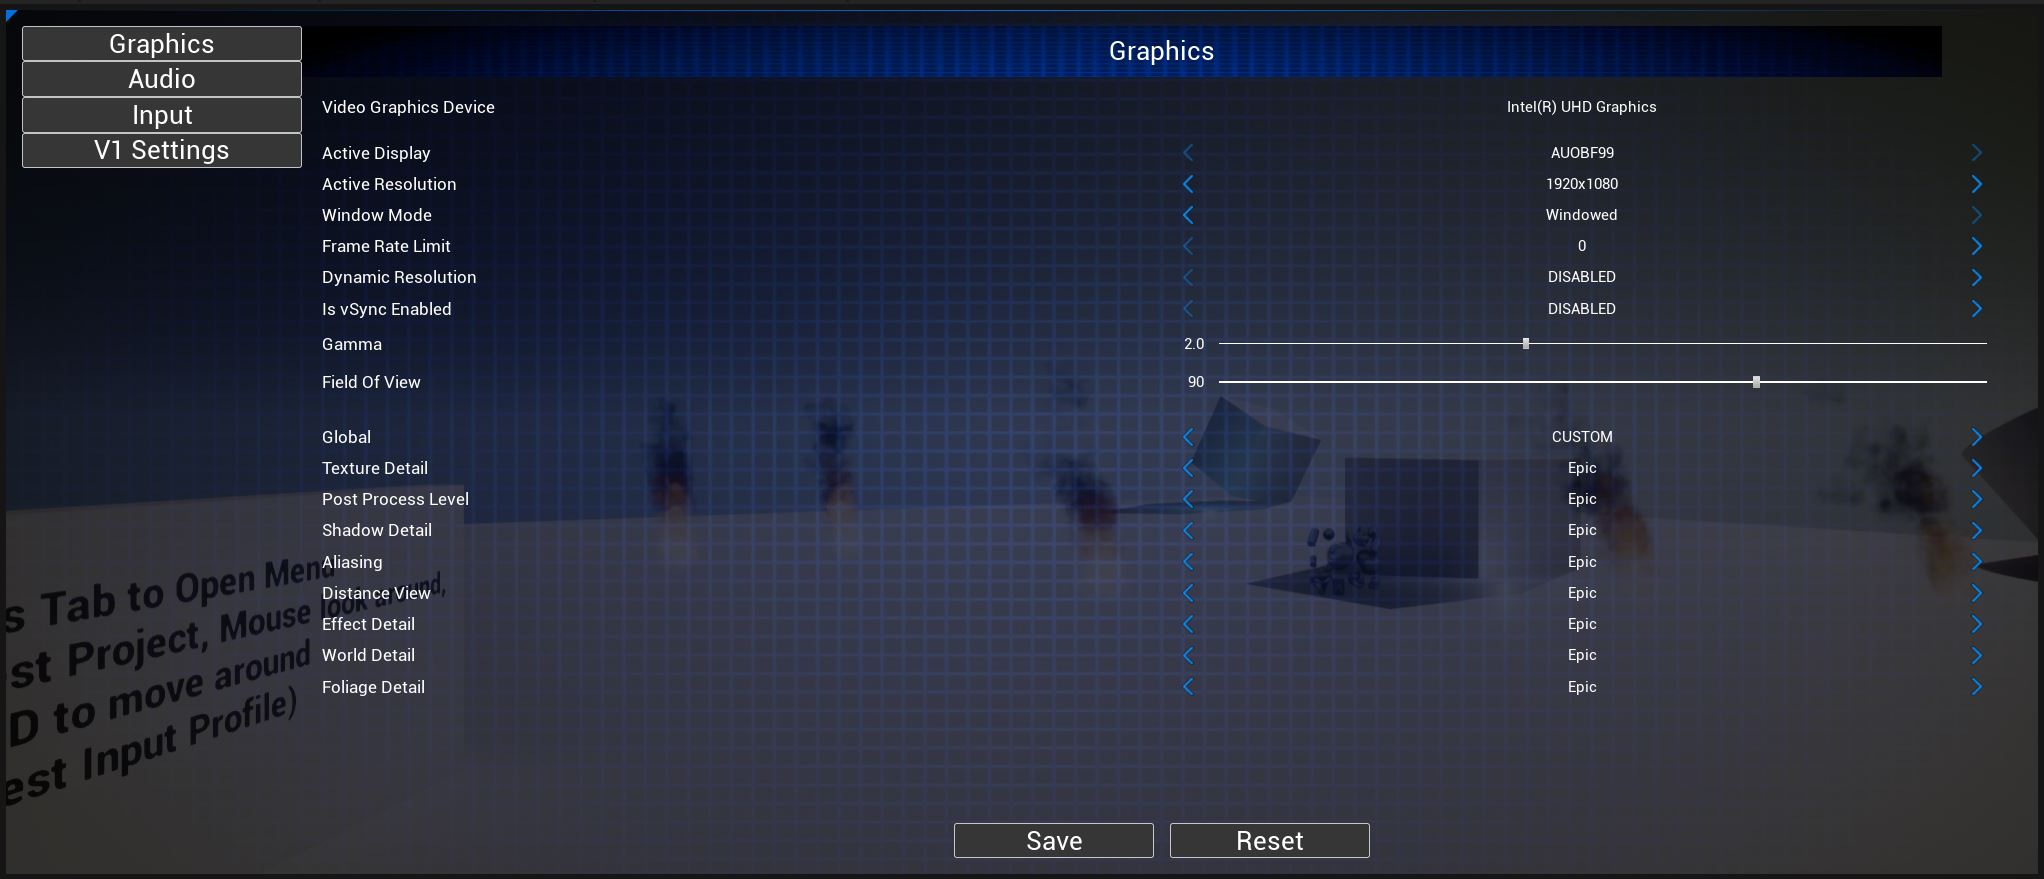 Graphics
Audio
Input
V1 Settings
Graphics
Video Graphics Device Intel(R) UHD Graphics
Active Display AUOBF99
Active Resolution 1920x1080
Window Mode Windowed
Frame Rate Limit 0
Dynamic Resolution DISABLED
Is vSync Enabled DISABLED
Gamma 2.0
Field Of View 90
Global CUSTOM
Texture Detail Epic
Post Process Level Epic
Shadow Detail Epic
Aliasing Epic
Distance View Epic
Effect Detail Epic
World Detail Epic
Foliage Detail Epic
s Tab to Open Menu
st Project, Mouse look around,
D to move around
est Input Profile)
Save Reset